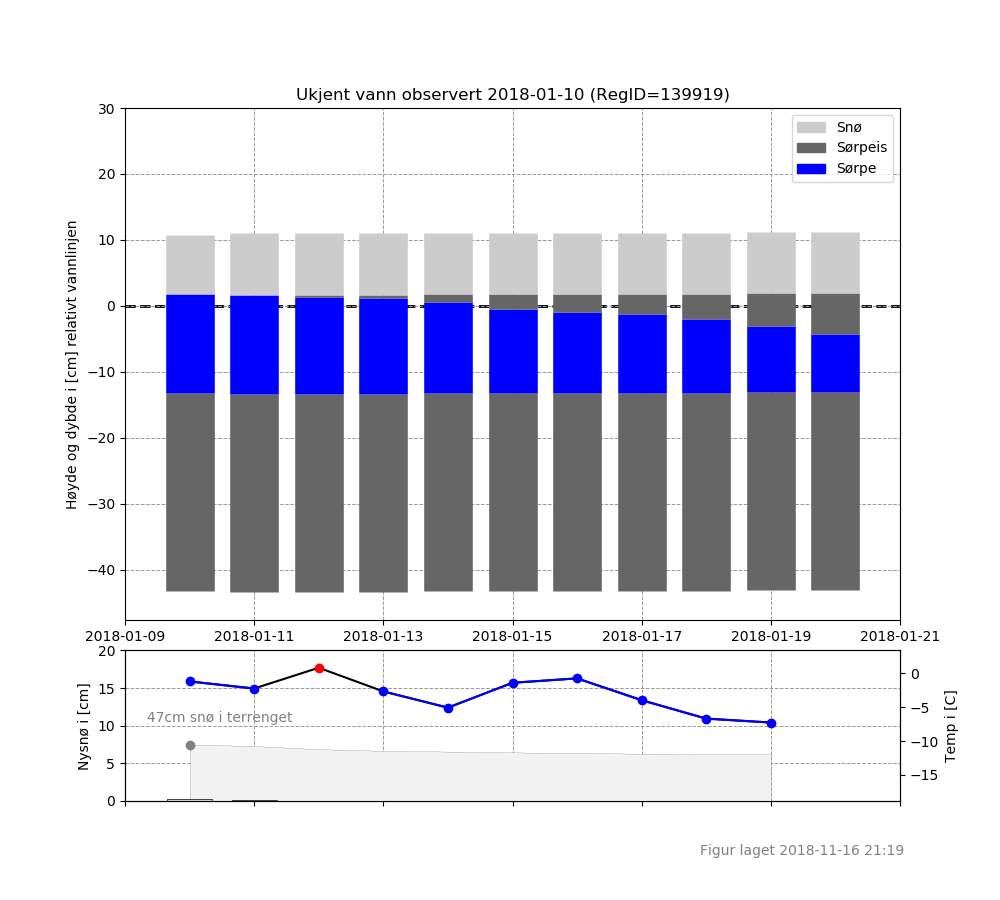 Ukjent vann observert 2018-01-10 (RegID=139919)
Snø
Sørpeis
Sørpe
Høyde og dybde i [cm] relativt vannlinjen
30
20
10
0
−10
−20
−30
−40
2018-01-09 2018-01-11 2018-01-13 2018-01-15 2018-01-17 2018-01-19 2018-01-21
Nysnø i [cm]
20
15
10
5
0
47cm snø i terrenget
0
−5
−10
−15
Temp i [C]
Figur laget 2018-11-16 21:19